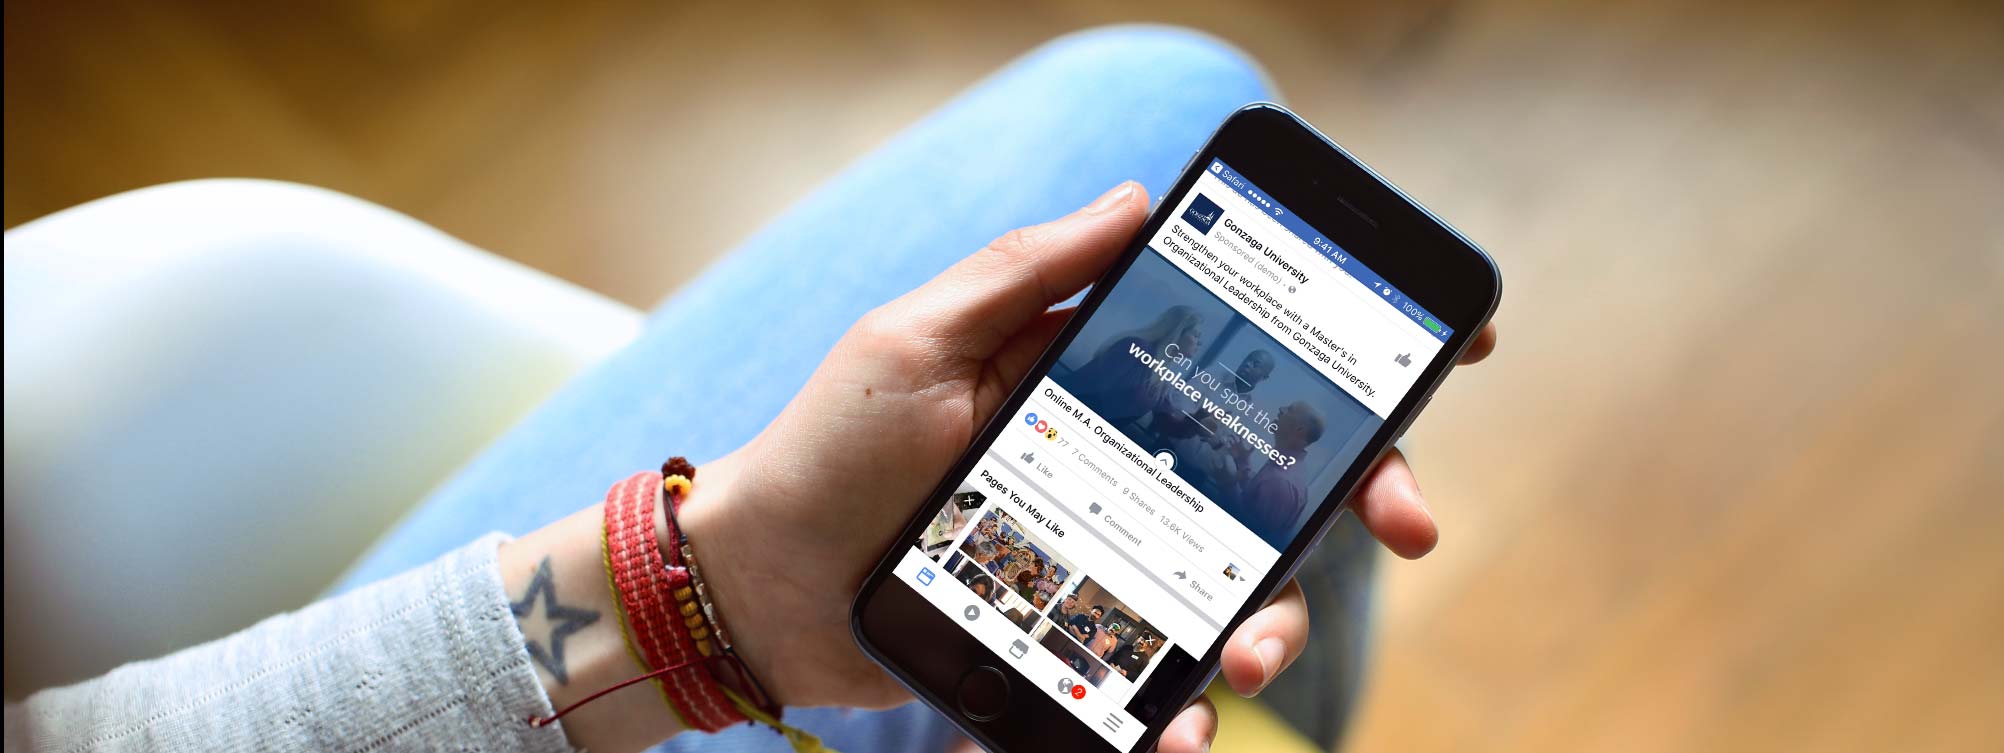 Safari
9:41 AM
100%
GONZAGA
Gonzaga University
Sponsored (demo) ·
Strengthen your workplace with a Master's in
Organizational Leadership from Gonzaga University.
Can you spot the
workplace weaknesses?
Online M.A. Organizational Leadership
77 7 Comments 9 Shares 13.6K Views
Like
Comment
Share
Pages You May Like
2